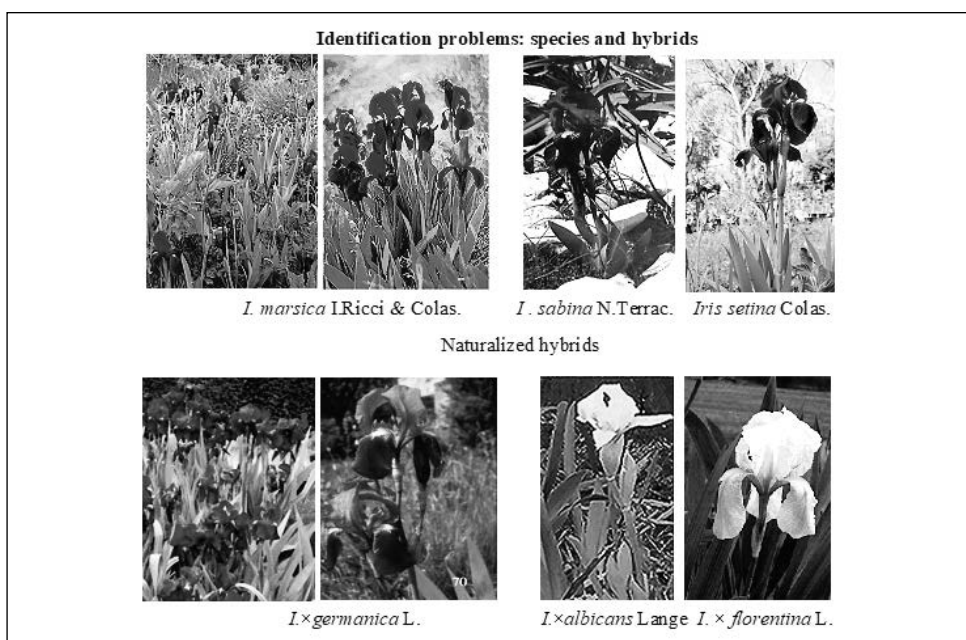 Identification problems: species and hybrids
I. marsica I.Ricci & Colas.
I. sabina N.Terrac.
Iris setina Colas.
Naturalized hybrids
70
I.×germanica L.
I.×albicans Lange
I. × florentina L.